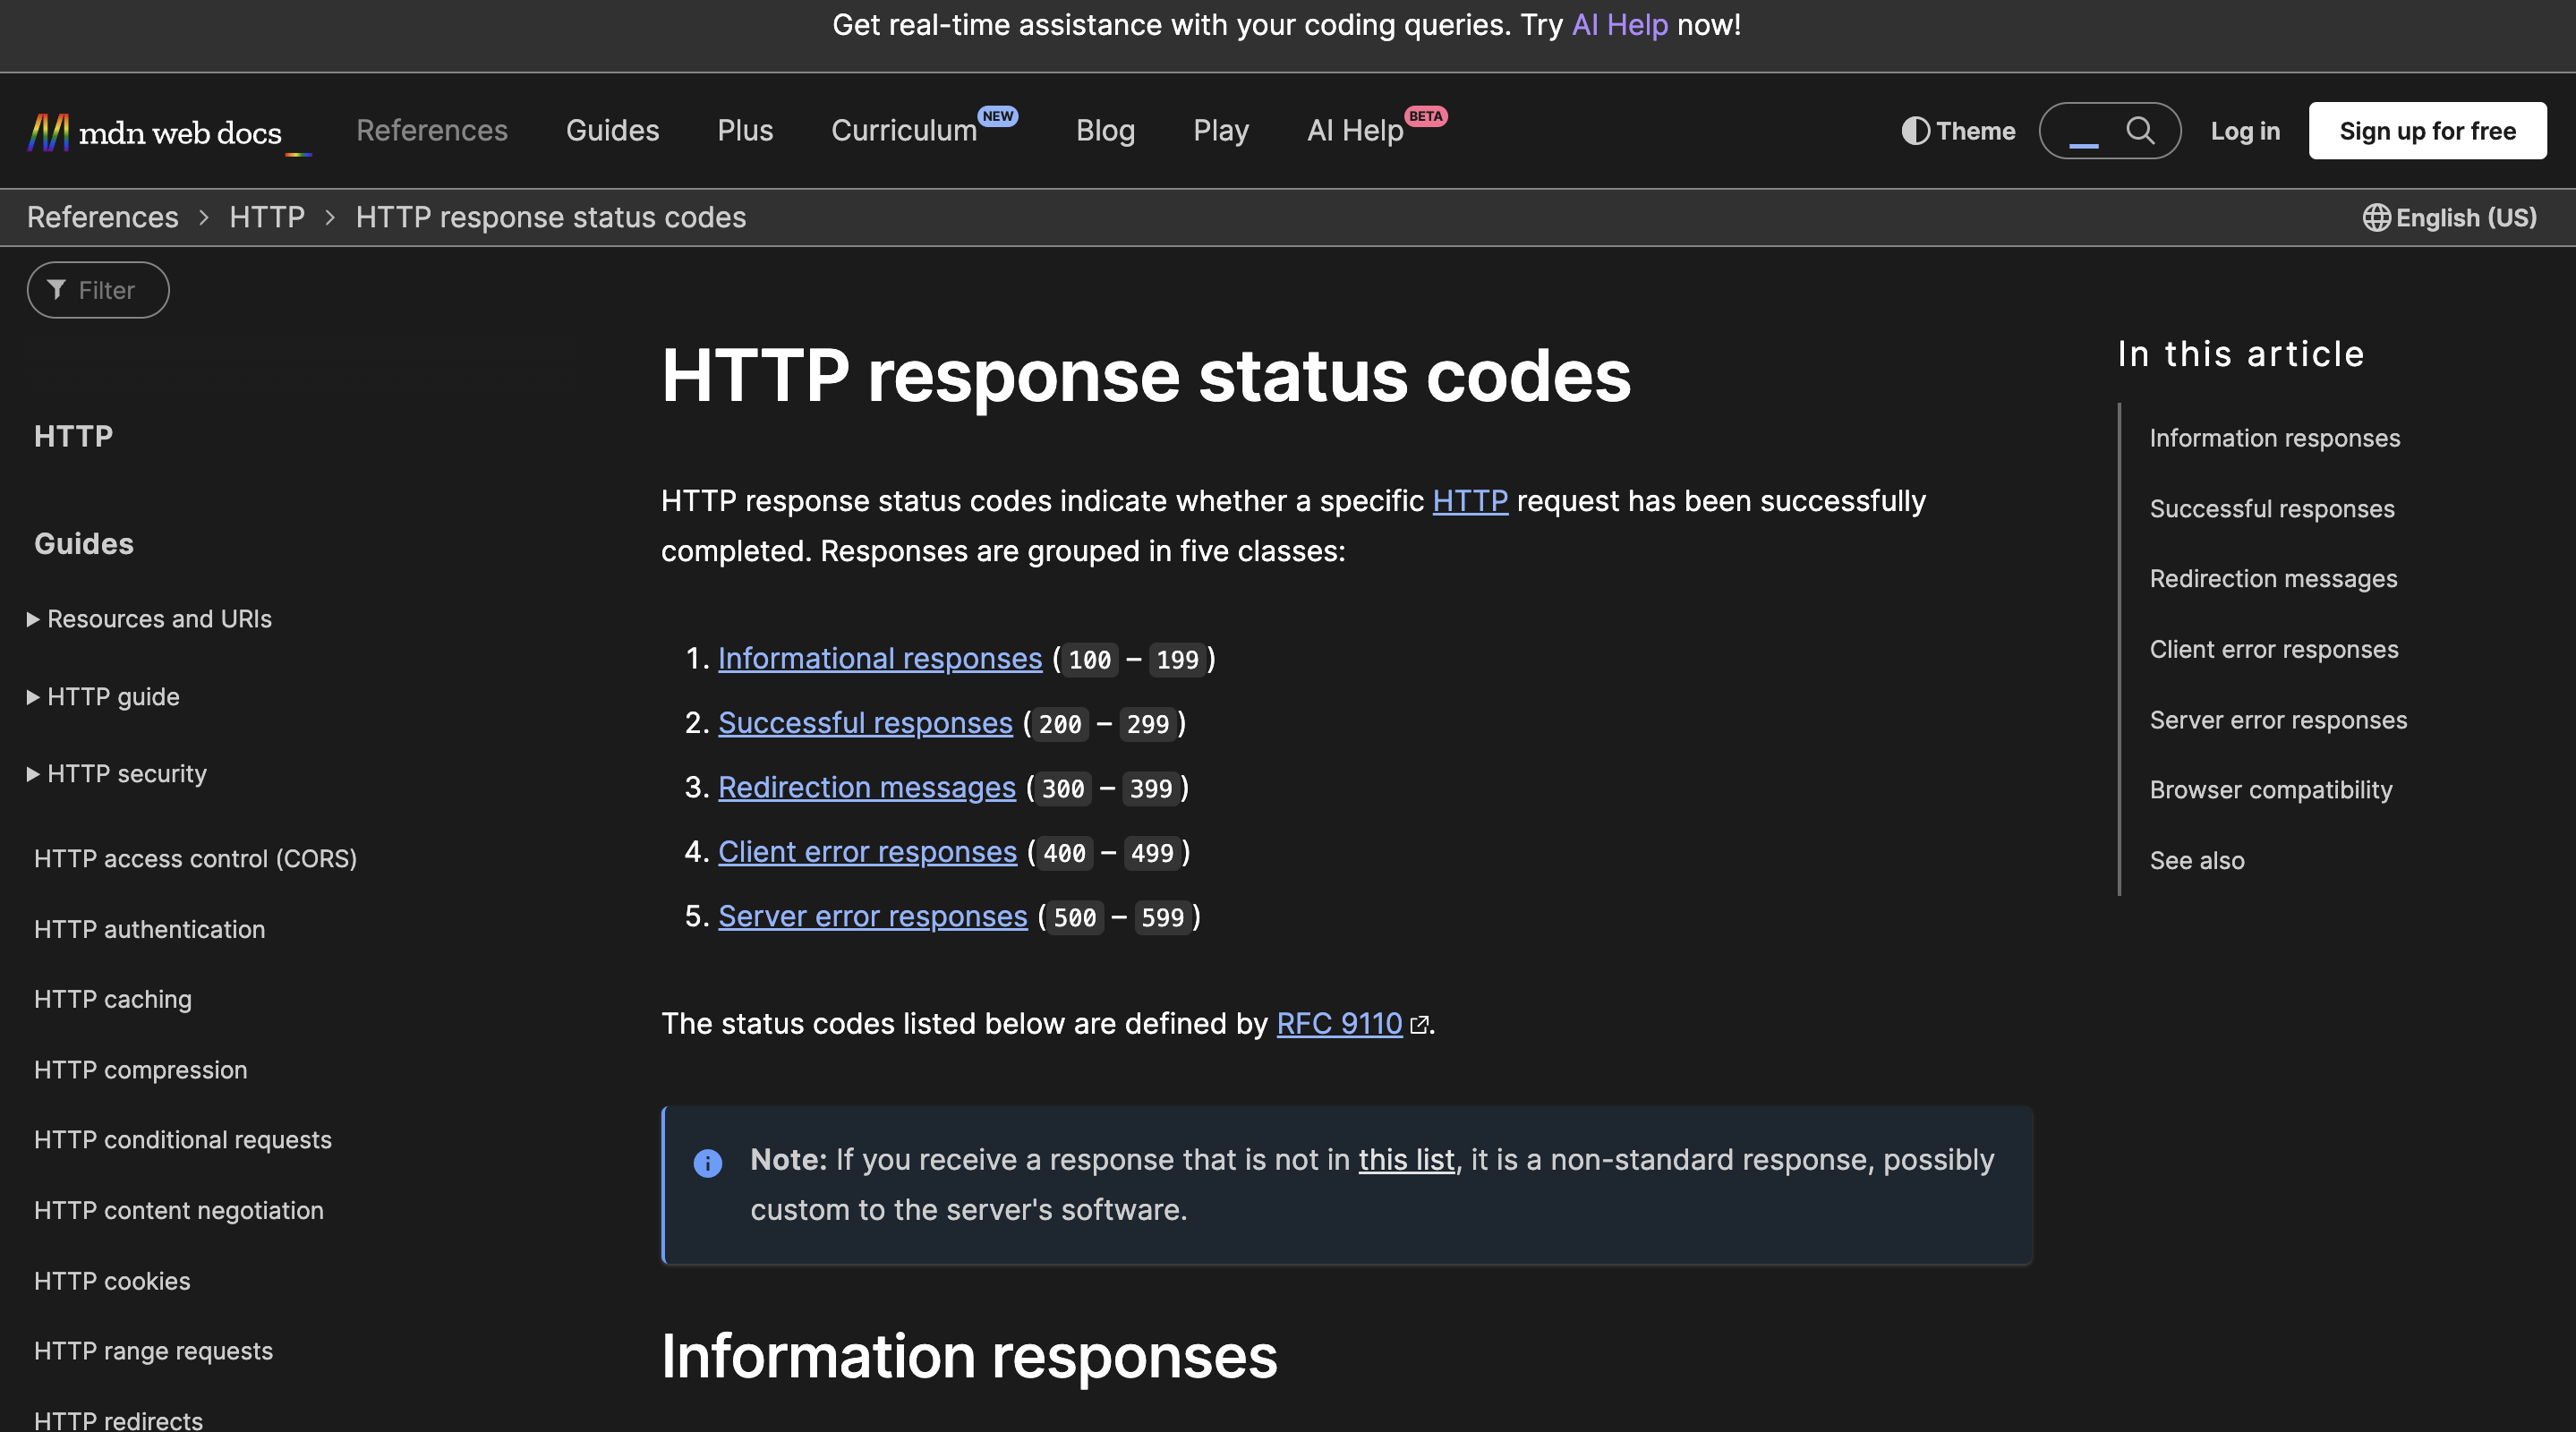 Get real-time assistance with your coding queries. Try AI Help now!
mdn web docs_
References
Guides
Plus
Curriculum NEW
Blog
Play
AI Help BETA
Theme
Log in
Sign up for free
References > HTTP > HTTP response status codes
English (US)
Filter
HTTP
Guides
Resources and URIs
HTTP guide
HTTP security
HTTP access control (CORS)
HTTP authentication
HTTP caching
HTTP compression
HTTP conditional requests
HTTP content negotiation
HTTP cookies
HTTP range requests
HTTP redirects
HTTP response status codes
HTTP response status codes indicate whether a specific HTTP request has been successfully
completed. Responses are grouped in five classes:
1. Informational responses (100 – 199)
2. Successful responses (200 – 299)
3. Redirection messages (300 – 399)
4. Client error responses (400 – 499)
5. Server error responses (500 – 599)
The status codes listed below are defined by RFC 9110.
Note: If you receive a response that is not in this list, it is a non-standard response, possibly
custom to the server's software.
Information responses
In this article
Information responses
Successful responses
Redirection messages
Client error responses
Server error responses
Browser compatibility
See also